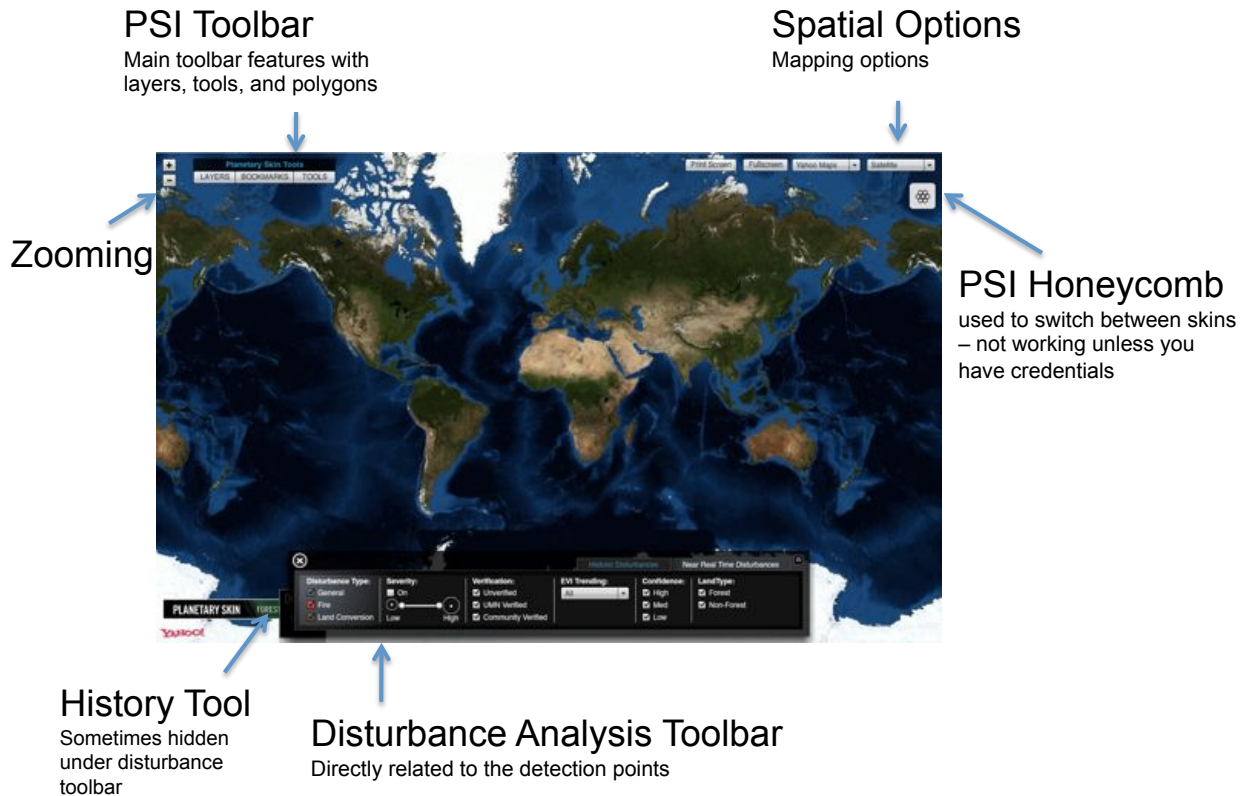 PSI Toolbar
Main toolbar features with
layers, tools, and polygons
Spatial Options
Mapping options
+
Planetary Skin Tools
Print Screen
Fullscreen
Yahoo Maps
Satellite
-
LAYERS
BOOKMARKS
TOOLS
Zooming
PSI Honeycomb
used to switch between skins
– not working unless you
have credentials
Historic Disturbances
Near Real Time Disturbances
Disturbance Type:
Severity:
Verification:
EVI Trending:
Confidence:
LandType:
General
On
Unverified
All
High
Forest
Fire
UMN Verified
Med
Non-Forest
Land Conversion
Low
High
Community Verified
Low
PLANETARY SKIN
YAHOO!
History Tool
Sometimes hidden
under disturbance
toolbar
Disturbance Analysis Toolbar
Directly related to the detection points